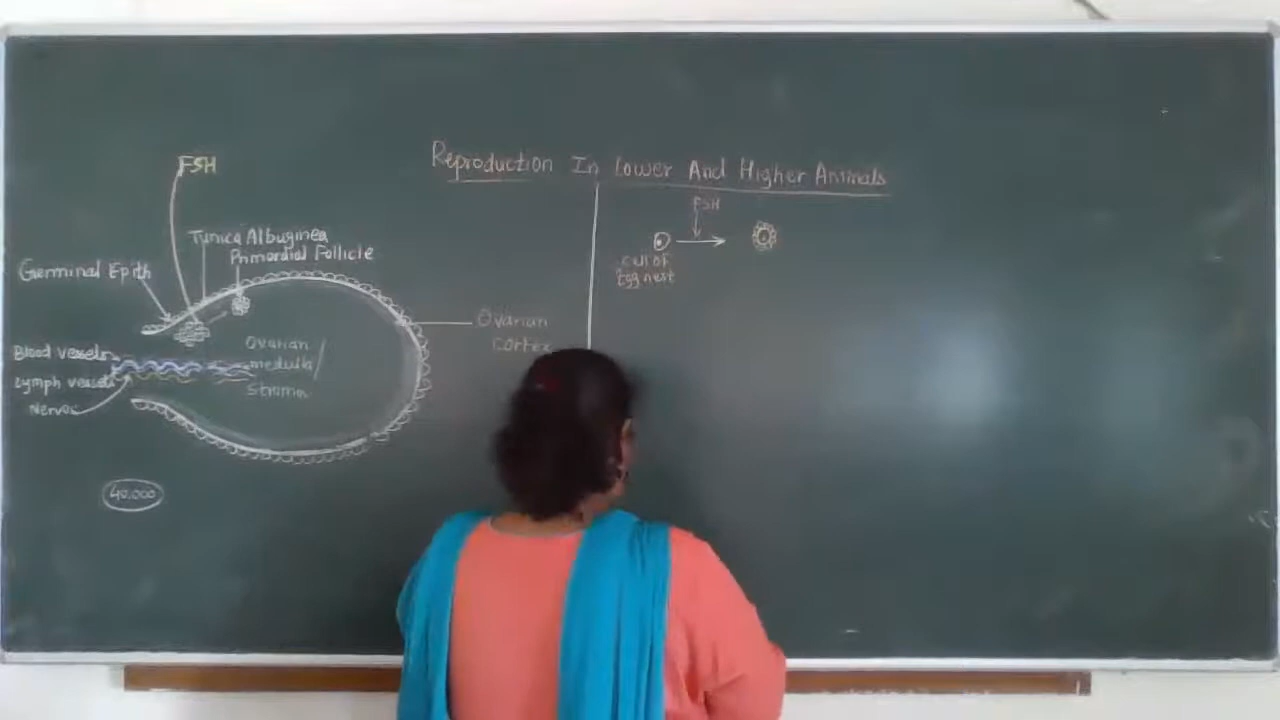 Reproduction In Lower And Higher Animals
FSH
Tunica Albuginea
Primordial Follicle
Germinal Epith
Ovarian
cortex
Blood vessels
Lymph vessels
Nerves
Ovarian
medulla/
Stroma
40,000
FSH
Cell of
Egg nest